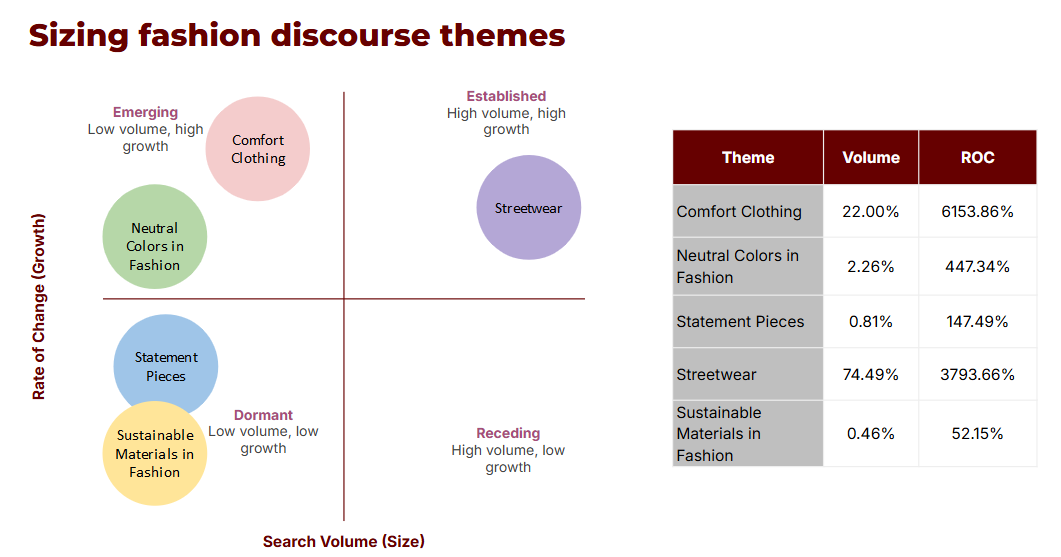 Sizing fashion discourse themes
Emerging
Low volume, high
growth
Comfort
Clothing
Established
High volume, high
growth
Streetwear
Neutral
Colors in
Fashion
Rate of Change (Growth)
Statement
Pieces
Sustainable
Materials in
Fashion
Dormant
Low volume, low
growth
Receding
High volume, low
growth
Search Volume (Size)
Theme Volume ROC
Comfort Clothing 22.00% 6153.86%
Neutral Colors in
Fashion 2.26% 447.34%
Statement Pieces 0.81% 147.49%
Streetwear 74.49% 3793.66%
Sustainable
Materials in 0.46% 52.15%
Fashion